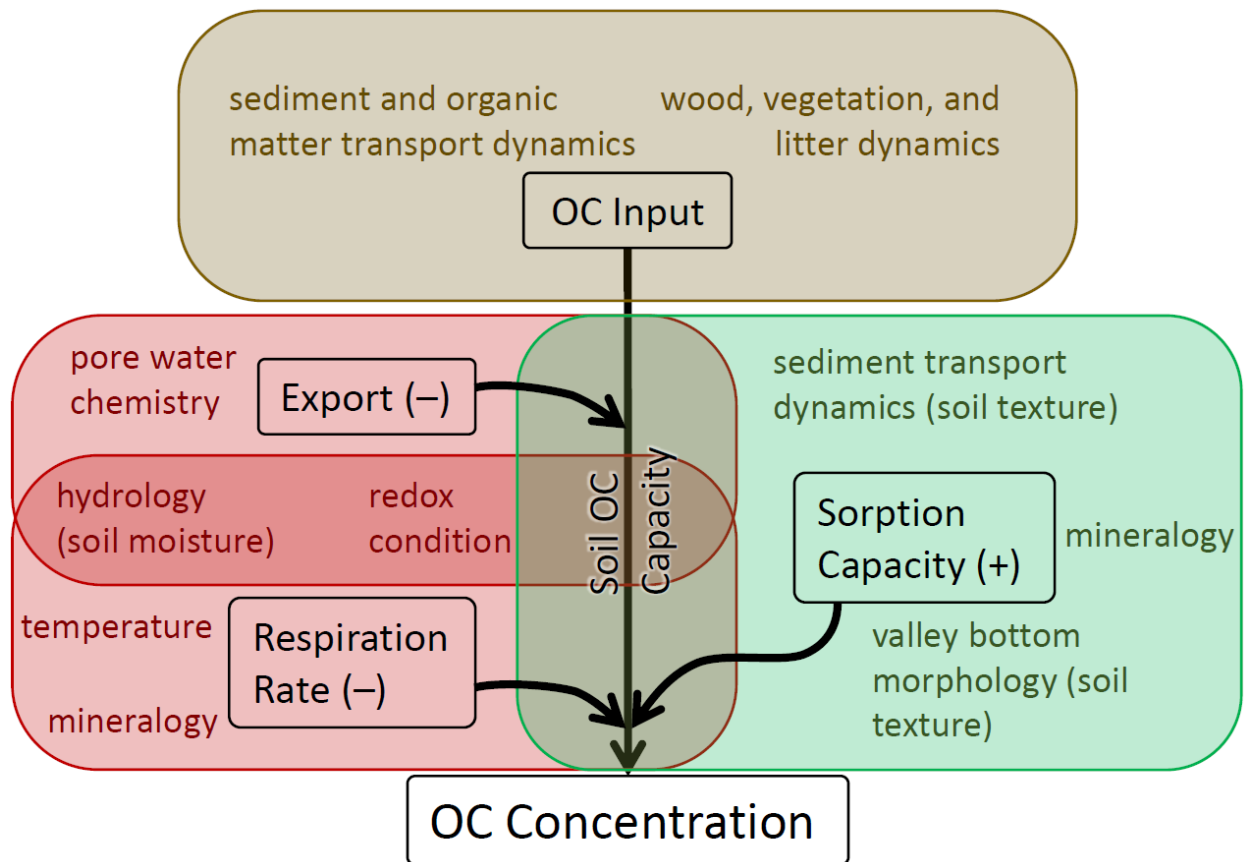 sediment and organic
matter transport dynamics
wood, vegetation, and
litter dynamics
OC Input
pore water
chemistry
Export (–)
sediment transport
dynamics (soil texture)
hydrology
(soil moisture)
redox
condition
Soil OC
Capacity
Sorption
Capacity (+)
mineralogy
temperature
Respiration
Rate (–)
mineralogy
valley bottom
morphology (soil
texture)
OC Concentration